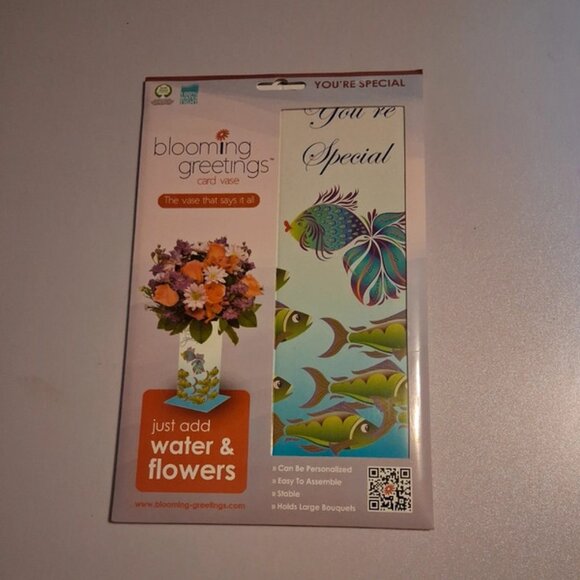 YOU'RE SPECIAL
You're
Special
blooming
greetings™
card vase
The vase that says it all
just add
water &
flowers
www.blooming-greetings.com
» Can Be Personalized
» Easy To Assemble
» Stable
» Holds Large Bouquets